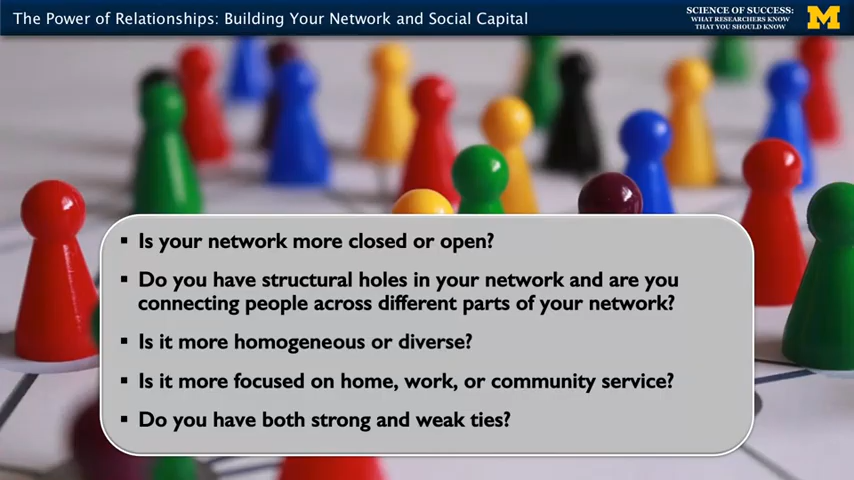 The Power of Relationships: Building Your Network and Social Capital
SCIENCE OF SUCCESS:
WHAT RESEARCHERS KNOW
THAT YOU SHOULD KNOW
M
▪ Is your network more closed or open?
▪ Do you have structural holes in your network and are you
connecting people across different parts of your network?
▪ Is it more homogeneous or diverse?
▪ Is it more focused on home, work, or community service?
▪ Do you have both strong and weak ties?